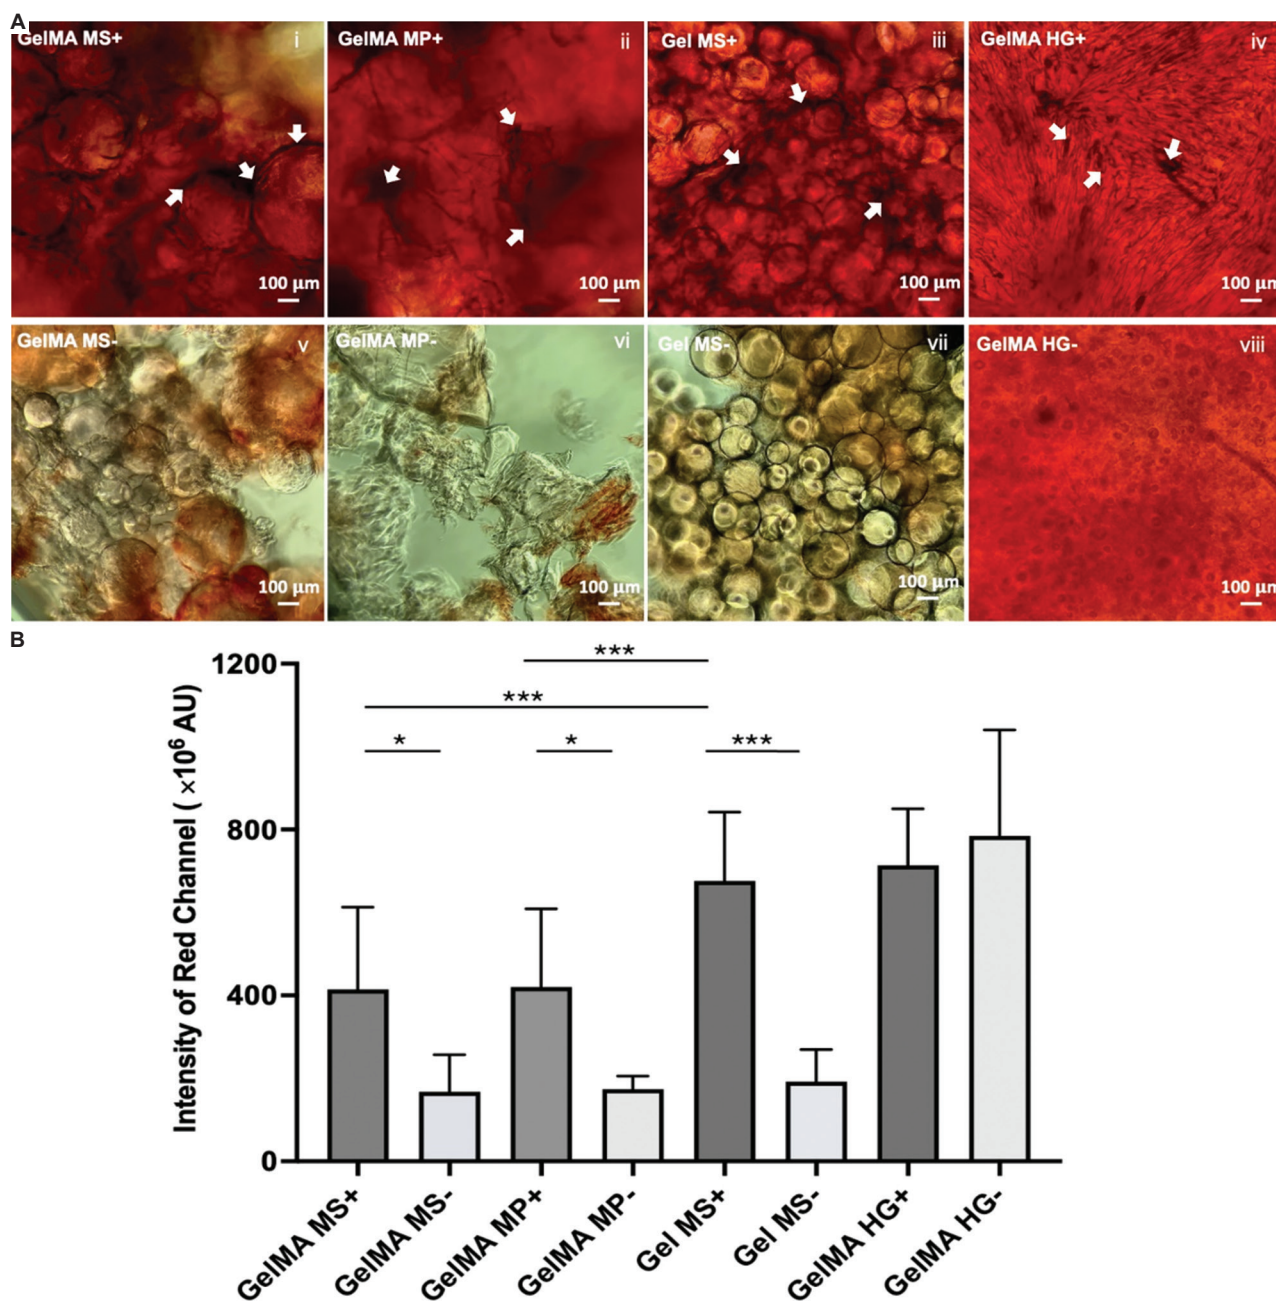 A
GelMA MS+ i
GelMA MP+ ii
Gel MS+ iii
GelMA HG+ iv
100 µm
100 µm
100 µm
100 µm
GelMA MS- v
GelMA MP- vi
Gel MS- vii
GelMA HG- viii
100 µm
100 µm
100 µm
100 µm
B
Intensity of Red Channel ( ×10⁶ AU)
1200
800
400
0
***
***
*
*
***
GelMA MS+
GelMA MS-
GelMA MP+
GelMA MP-
Gel MS+
Gel MS-
GelMA HG+
GelMA HG-